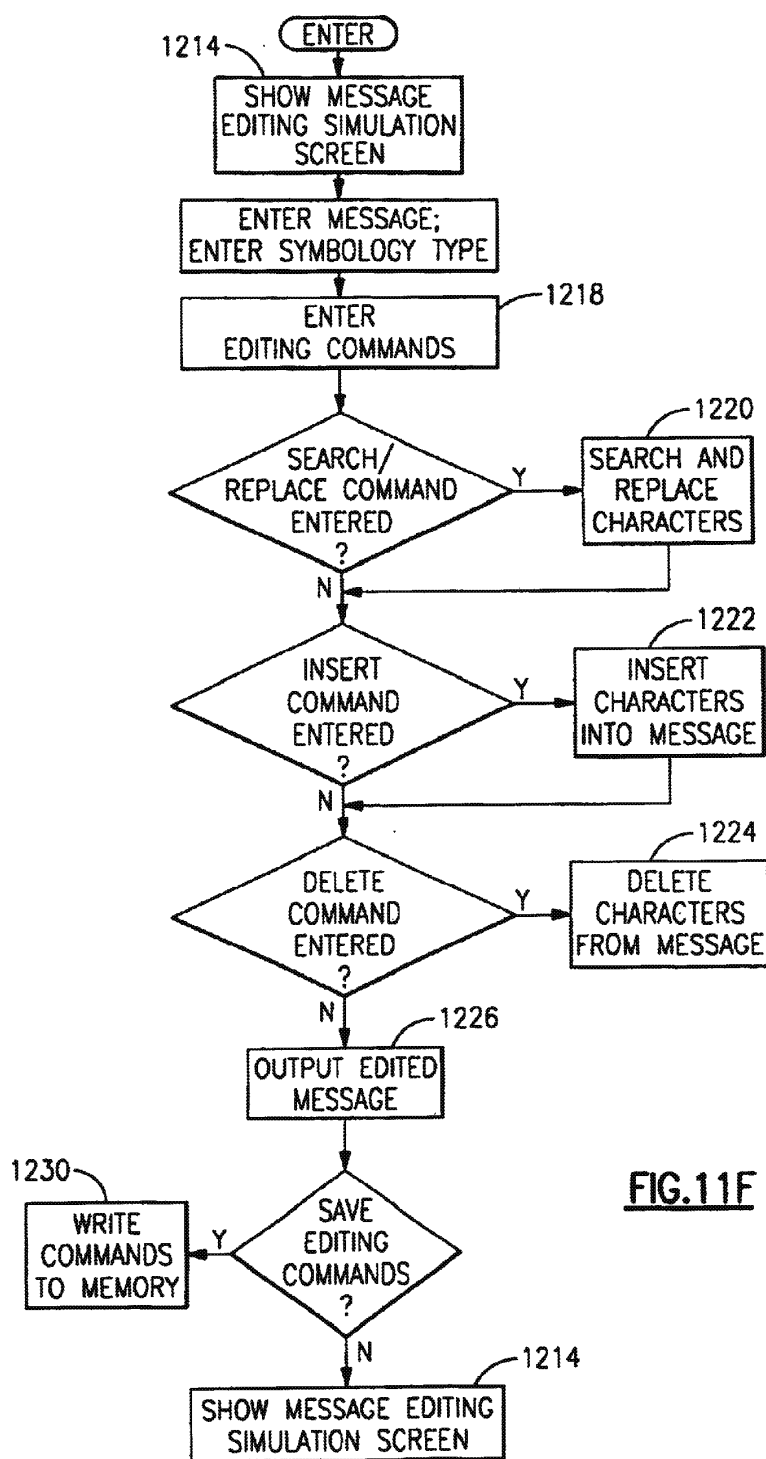 ENTER
1214
SHOW MESSAGE
EDITING SIMULATION
SCREEN
ENTER MESSAGE;
ENTER SYMBOLOGY TYPE
1218
ENTER
EDITING COMMANDS
1220
SEARCH/
REPLACE COMMAND
ENTERED
?
Y
SEARCH AND
REPLACE
CHARACTERS
N
1222
INSERT
COMMAND
ENTERED
?
Y
INSERT
CHARACTERS
INTO MESSAGE
N
1224
DELETE
COMMAND
ENTERED
?
Y
DELETE
CHARACTERS
FROM MESSAGE
N
1226
OUTPUT EDITED
MESSAGE
1230
WRITE
COMMANDS
TO MEMORY
Y
SAVE
EDITING
COMMANDS
?
FIG.11F
N
1214
SHOW MESSAGE EDITING
SIMULATION SCREEN